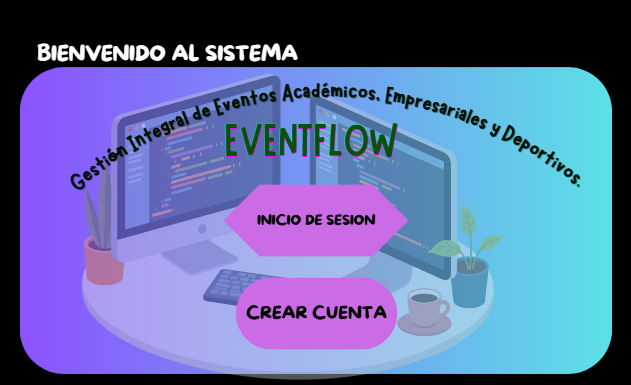 BIENVENIDO AL SISTEMA
Gestión Integral de Eventos Académicos, Empresariales y Deportivos.
EVENTFLOW
INICIO DE SESION
CREAR CUENTA